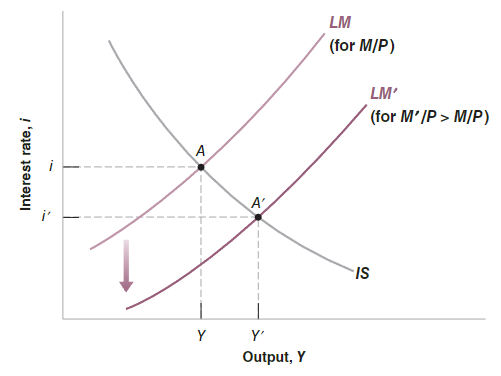 LM
(for M/P)
LM′
(for M′/P > M/P)
A
i
A′
i′
Interest rate, i
IS
Y
Y′
Output, Y